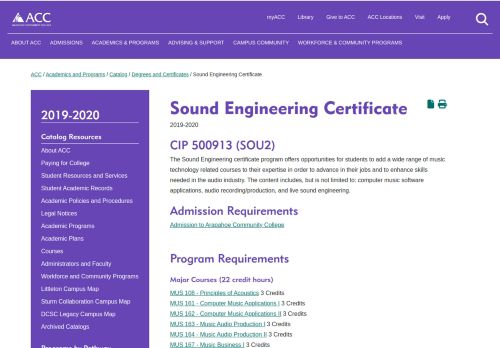 ACC
ARAPAHOE COMMUNITY COLLEGE
myACC Library Give to ACC ACC Locations Visit Apply
ABOUT ACC ADMISSIONS ACADEMICS & PROGRAMS ADVISING & SUPPORT CAMPUS COMMUNITY WORKFORCE & COMMUNITY PROGRAMS
ACC / Academics and Programs / Catalog / Degrees and Certificates / Sound Engineering Certificate
2019-2020
Catalog Resources
About ACC
Paying for College
Student Resources and Services
Student Academic Records
Academic Policies and Procedures
Legal Notices
Academic Programs
Academic Plans
Courses
Administrators and Faculty
Workforce and Community Programs
Littleton Campus Map
Sturm Collaboration Campus Map
DCSC Legacy Campus Map
Archived Catalogs
Programs by Pathway
Sound Engineering Certificate
2019-2020
CIP 500913 (SOU2)
The Sound Engineering certificate program offers opportunities for students to add a wide range of music
technology related courses to their expertise in order to advance in their jobs and to enhance skills
needed in the audio industry. The content includes, but is not limited to: computer music software
applications, audio recording/production, and live sound engineering.
Admission Requirements
Admission to Arapahoe Community College
Program Requirements
Major Courses (22 credit hours)
MUS 108 - Principles of Acoustics 3 Credits
MUS 161 - Computer Music Applications I 3 Credits
MUS 162 - Computer Music Applications II 3 Credits
MUS 163 - Music Audio Production I 3 Credits
MUS 164 - Music Audio Production II 3 Credits
MUS 167 - Music Business I 3 Credits